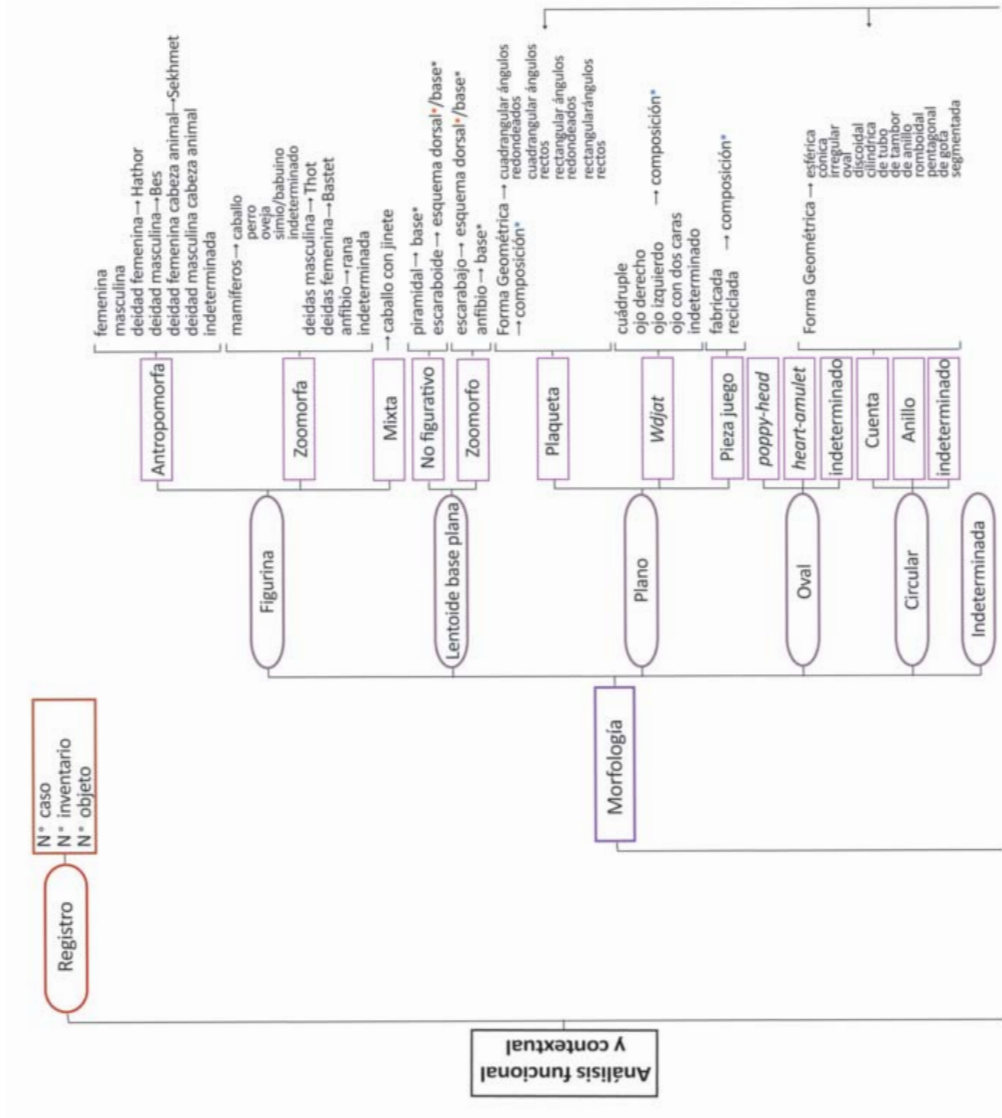 Análisis funcional
y contextual
Registro
N° caso
N° inventario
N° objeto
Morfología
Figurina
Antropomorfa
femenina
masculina
deidad femenina→Hathor
deidad masculina→Bes
deidad femenina cabeza animal→Sekhmet
deidad masculina cabeza animal
indeterminada
Zoomorfa
mamíferos→ caballo
perro
oveja
simio/babuino
indeterminado
deidas masculina→Thot
deidas femenina→Bastet
anfibio→rana
indeterminada
Mixta
→ caballo con jinete
Lentoide base plana
No figurativo
piramidal→ base*
escaraboide→ esquema dorsal*/base*
Zoomorfo
escarabajo→ esquema dorsal*/base*
anfibio→ base*
Plano
Plaqueta
Forma Geométrica → cuadrangular ángulos
redondeados
cuadrangular ángulos
rectos
rectangular ángulos
redondeados
rectangularángulos
rectos
→ composición*
Wdjat
cuádruple
ojo derecho
ojo izquierdo
ojo con dos caras
indeterminado
→ composición*
Pieza juego
fabricada
reciclada
→ composición*
Oval
poppy-head
heart-amulet
indeterminado
Circular
Cuenta
Anillo
indeterminado
Forma Geométrica → esférica
cónica
irregular
oval
discoidal
cilíndrica
de tubo
de tambor
de anillo
romboidal
pentagonal
de gota
segmentada
Indeterminada